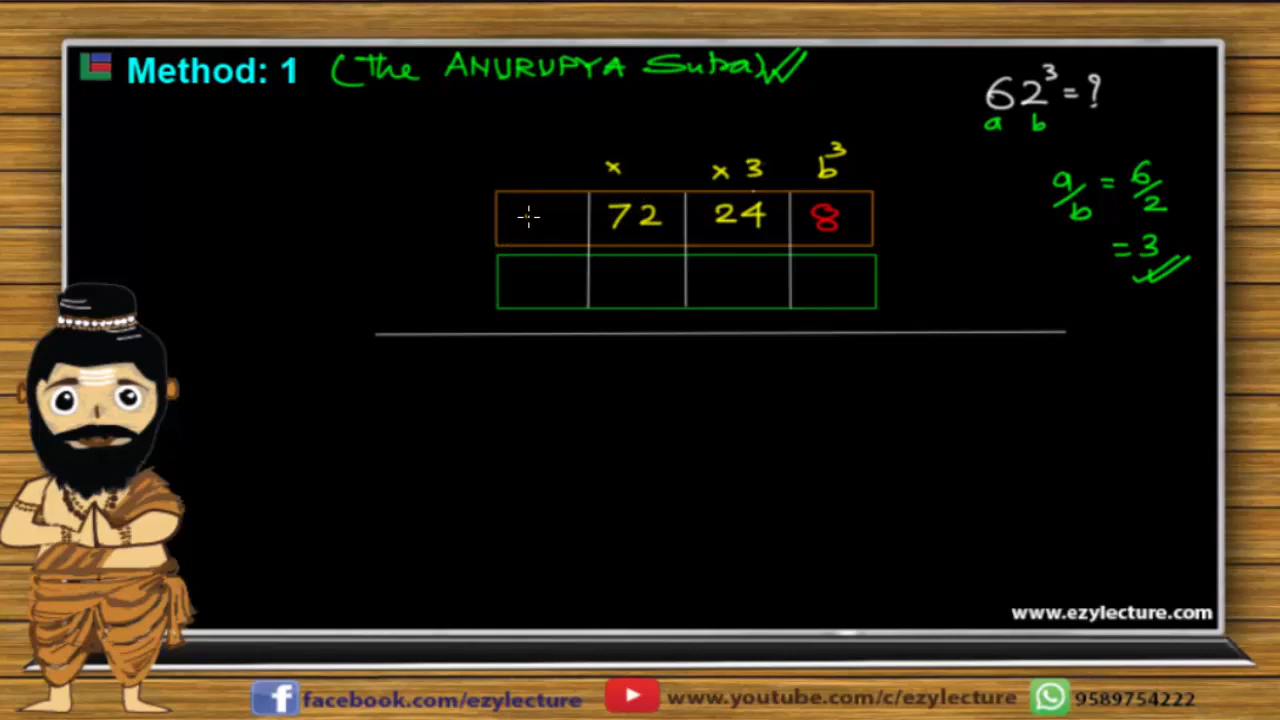 Method: 1 (The ANURUPYA Sutra)
62³ = ?
a b
a/b = 6/2
= 3
× × 3 b³
72 24 8
www.ezylecture.com
facebook.com/ezylecture www.youtube.com/c/ezylecture 9589754222